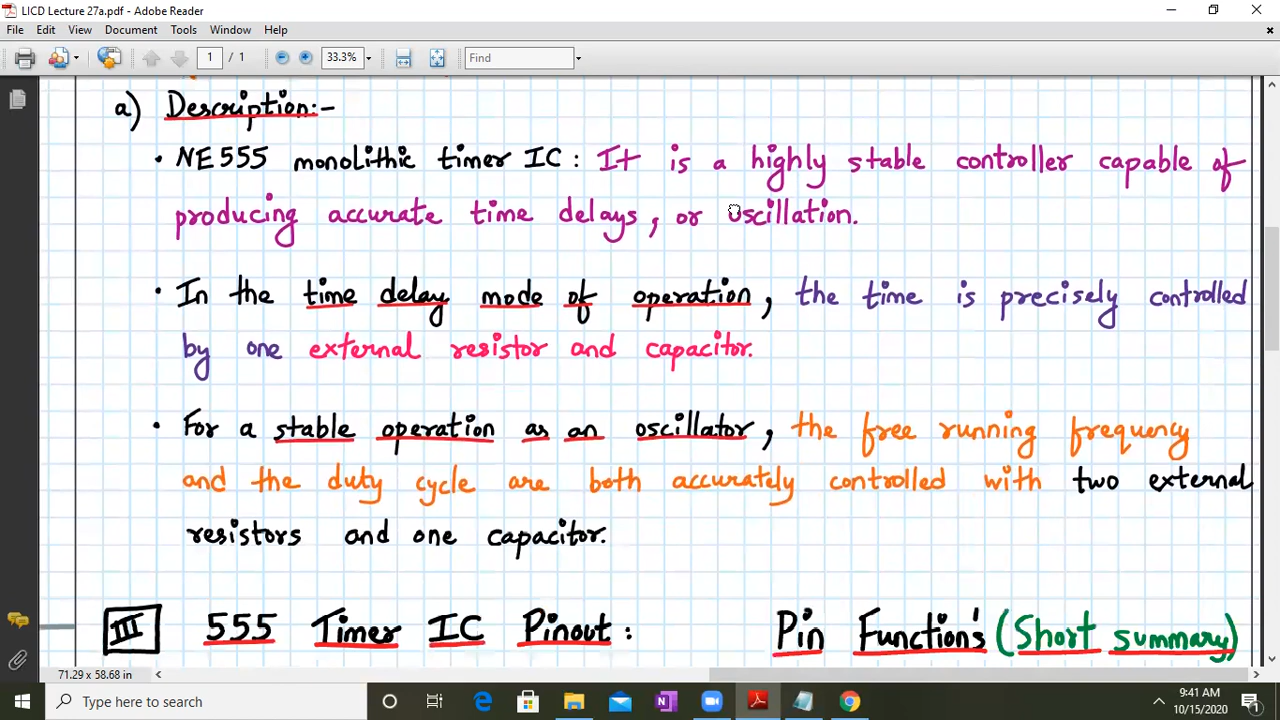 LICD Lecture 27a.pdf - Adobe Reader
File Edit View Document Tools Window Help
1 / 1 33.3% Find
a) Description:-
• NE555 monolithic timer IC: It is a highly stable controller capable of
producing accurate time delays, or oscillation.
• In the time delay mode of operation, the time is precisely controlled
by one external resistor and capacitor.
• For a stable operation as an oscillator, the free running frequency
and the duty cycle are both accurately controlled with two external
resistors and one capacitor.
III 555 Timer IC Pinout: Pin Function's (Short summary)
71.29 x 58.68 in
Type here to search
9:41 AM
10/15/2020